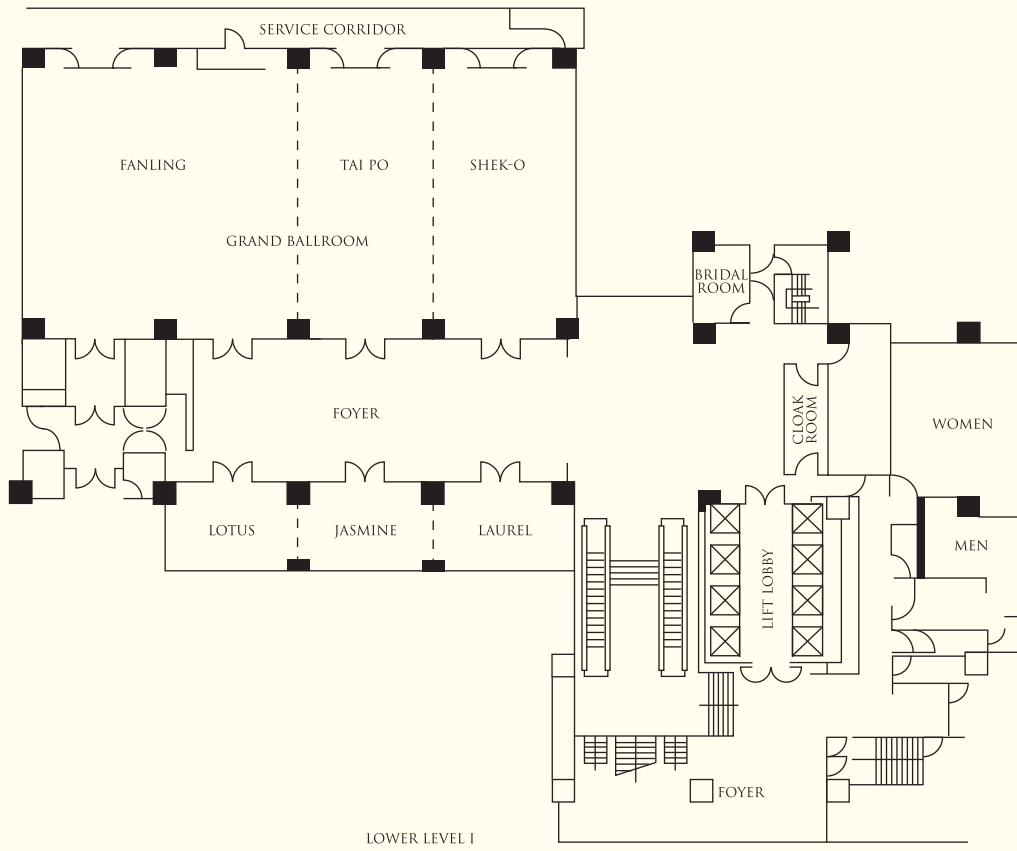 SERVICE CORRIDOR
FANLING
TAI PO
SHEK-O
GRAND BALLROOM
BRIDAL
ROOM
FOYER
CLOAK
ROOM
WOMEN
LOTUS
JASMINE
LAUREL
LIFT LOBBY
MEN
FOYER
LOWER LEVEL I